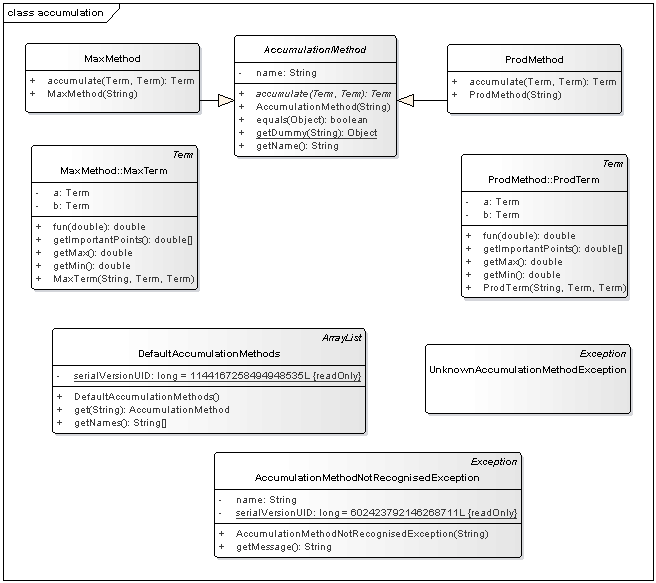 class accumulation
MaxMethod
+ accumulate(Term, Term): Term
+ MaxMethod(String)
AccumulationMethod
- name: String
+ accumulate(Term, Term): Term
+ AccumulationMethod(String)
+ equals(Object): boolean
+ getDummy(String): Object
+ getName(): String
ProdMethod
+ accumulate(Term, Term): Term
+ ProdMethod(String)
Term
MaxMethod::MaxTerm
- a: Term
- b: Term
+ fun(double): double
+ getImportantPoints(): double[]
+ getMax(): double
+ getMin(): double
+ MaxTerm(String, Term, Term)
Term
ProdMethod::ProdTerm
- a: Term
- b: Term
+ fun(double): double
+ getImportantPoints(): double[]
+ getMax(): double
+ getMin(): double
+ ProdTerm(String, Term, Term)
ArrayList
DefaultAccumulationMethods
- serialVersionUID: long = 1144167258494948535L {readOnly}
+ DefaultAccumulationMethods()
+ get(String): AccumulationMethod
+ getNames(): String[]
Exception
UnknownAccumulationMethodException
Exception
AccumulationMethodNotRecognisedException
- name: String
- serialVersionUID: long = 602423792146268711L {readOnly}
+ AccumulationMethodNotRecognisedException(String)
+ getMessage(): String